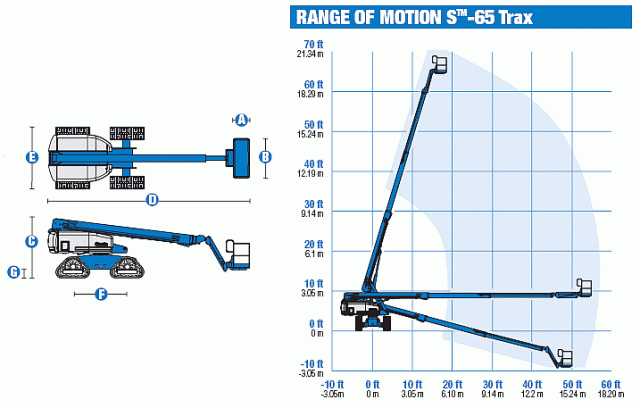 RANGE OF MOTION S™-65 Trax
A
E
B
D
C
G
F
70 ft
21.34 m
60 ft
18.29 m
50 ft
15.24 m
40 ft
12.19 m
30 ft
9.14 m
20 ft
6.1 m
10 ft
3.05 m
0 ft
0 m
-10 ft
-3.05 m
-10 ft 0 ft 10 ft 20 ft 30 ft 40 ft 50 ft 60 ft
-3.05m 0 m 3.05 m 6.10 m 9.14 m 122 m 15.24 m 18.29 m